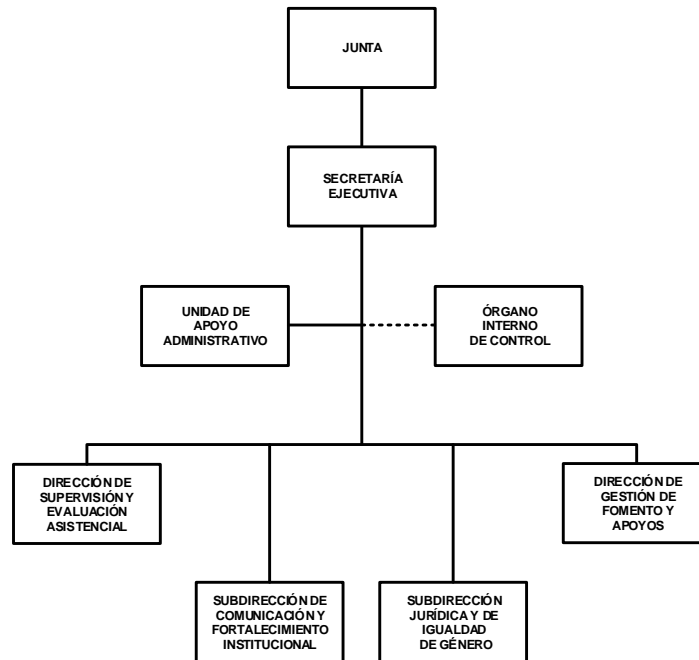 JUNTA
SECRETARÍA
EJECUTIVA
UNIDAD DE
APOYO
ADMINISTRATIVO
ÓRGANO
INTERNO
DE CONTROL
DIRECCIÓN DE
SUPERVISIÓN Y
EVALUACIÓN
ASISTENCIAL
DIRECCIÓN DE
GESTIÓN DE
FOMENTO Y
APOYOS
SUBDIRECCIÓN DE
COMUNICACIÓN Y
FORTALECIMIENTO
INSTITUCIONAL
SUBDIRECCIÓN
JURÍDICA Y DE
IGUALDAD
DE GÉNERO